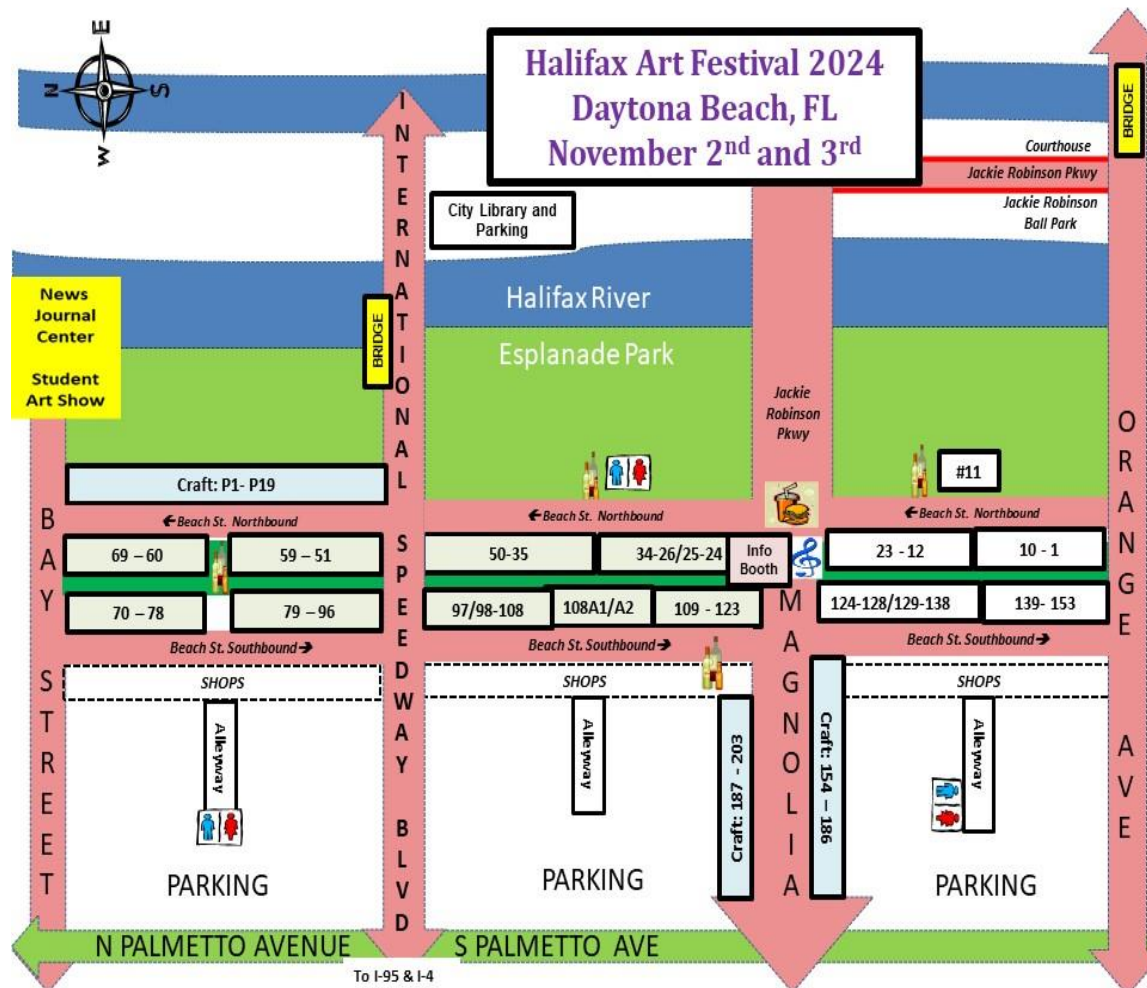 Halifax Art Festival 2024
Daytona Beach, FL
November 2nd and 3rd
E
N
S
W
BRIDGE
Courthouse
Jackie Robinson Pkwy
Jackie Robinson
Ball Park
City Library and
Parking
INTERNATIONAL SPEEDWAY BLVD
News
Journal
Center
Student
Art Show
BRIDGE
Halifax River
Esplanade Park
Jackie
Robinson
Pkwy
ORANGE AVE
#11
Craft: P1- P19
BAY STREET
←Beach St. Northbound
←Beach St. Northbound
←Beach St. Northbound
69 – 60
59 – 51
50-35
34-26/25-24
Info
Booth
23 - 12
10 - 1
70 – 78
79 – 96
97/98-108
108A1/A2
109 - 123
MAGNOLIA
124-128/129-138
139- 153
Beach St. Southbound→
Beach St. Southbound→
Beach St. Southbound→
SHOPS
SHOPS
SHOPS
Alleyway
Alleyway
Craft: 187 - 203
Craft: 154 – 186
Alleyway
PARKING
PARKING
PARKING
N PALMETTO AVENUE
S PALMETTO AVE
To I-95 & I-4